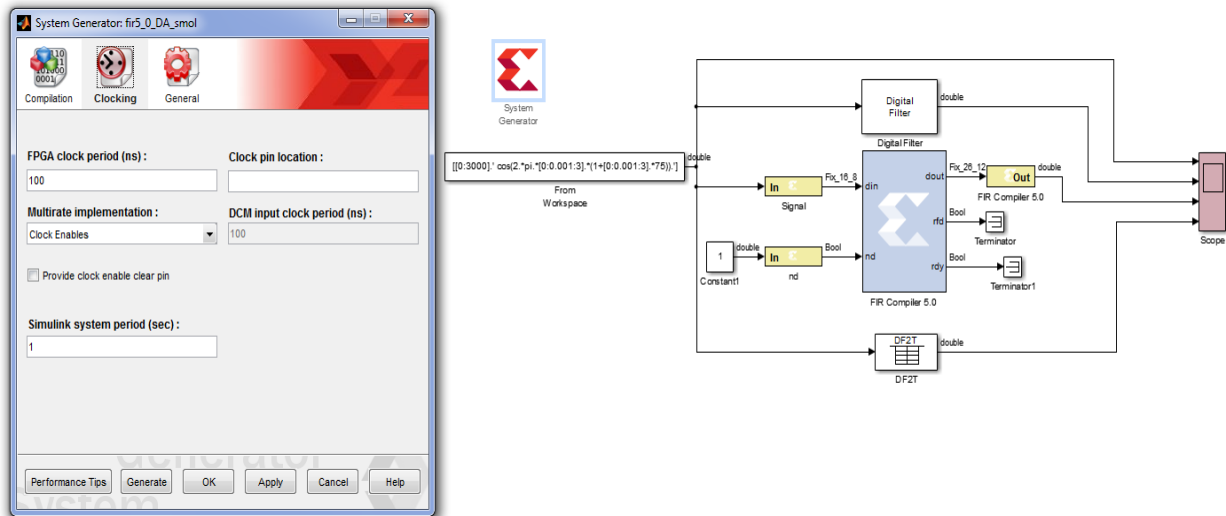 System Generator: fir5_0_DA_smol
Compilation
Clocking
General
FPGA clock period (ns) :
Clock pin location :
100
Multirate implementation :
DCM input clock period (ns) :
Clock Enables
100
Provide clock enable clear pin
Simulink system period (sec) :
1
Performance Tips
Generate
OK
Apply
Cancel
Help
System
Generator
[[0:3000].' cos(2.*pi.*[0:0.001:3].*(1+[0:0.001:3].*75)).']
double
From
Workspace
Digital
Filter
double
Digital Filter
In
Signal
Fix_16_8
din
dout
Fix_26_12
Out
double
FIR Compiler 5.0
rfd
Bool
Terminator
1
Constant1
double
In
nd
Bool
nd
rdy
Bool
Terminator1
FIR Compiler 5.0
DF2T
double
DF2T
Scope